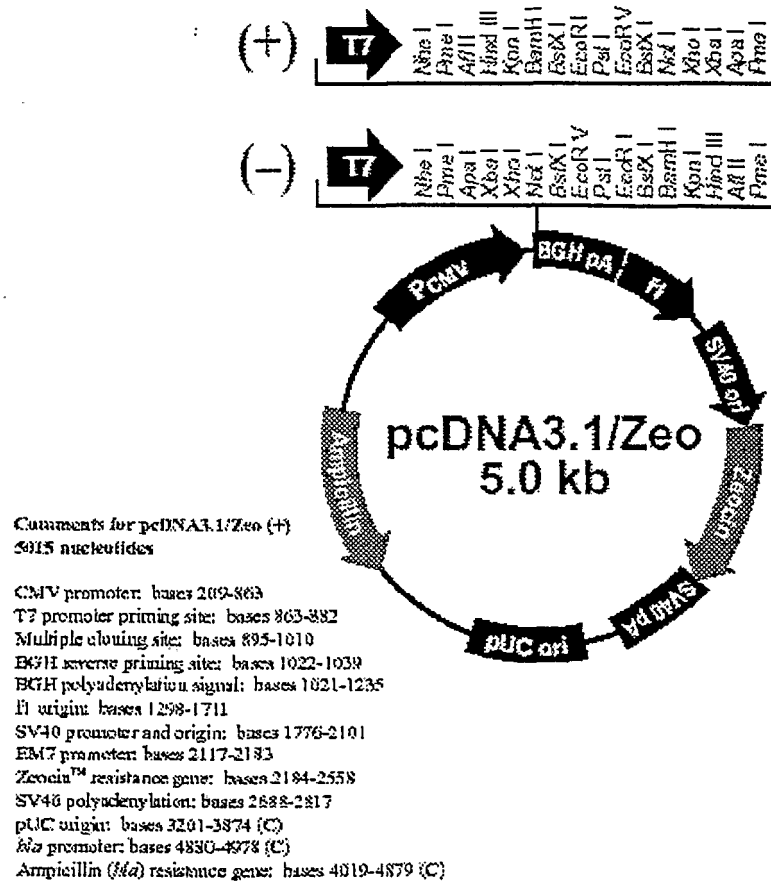 (+) T7 Nhe I Pme I Afl II Hind III Kpn I BamH I BstX I EcoR I Pst I EcoR V BstX I Not I Xho I Xba I Apa I Pme I
(−) T7 Nhe I Pme I Apa I Xba I Xho I Not I BstX I EcoR V Pst I EcoR I BstX I BamH I Kpn I Hind III Afl II Pme I
PCMV
BGH pA
f1
SV40 ori
Zeocin
SV40 pA
pUC ori
Ampicillin
pcDNA3.1/Zeo
5.0 kb
Comments for pcDNA3.1/Zeo (+)
5015 nucleotides
CMV promoter: bases 209-863
T7 promoter priming site: bases 863-882
Multiple cloning site: bases 895-1010
BGH reverse priming site: bases 1022-1039
BGH polyadenylation signal: bases 1021-1235
f1 origin: bases 1298-1711
SV40 promoter and origin: bases 1776-2101
EM7 promoter: bases 2117-2183
Zeocin™ resistance gene: bases 2184-2558
SV40 polyadenylation: bases 2688-2817
pUC origin: bases 3201-3874 (C)
bla promoter: bases 4880-4978 (C)
Ampicillin (bla) resistance gene: bases 4019-4879 (C)